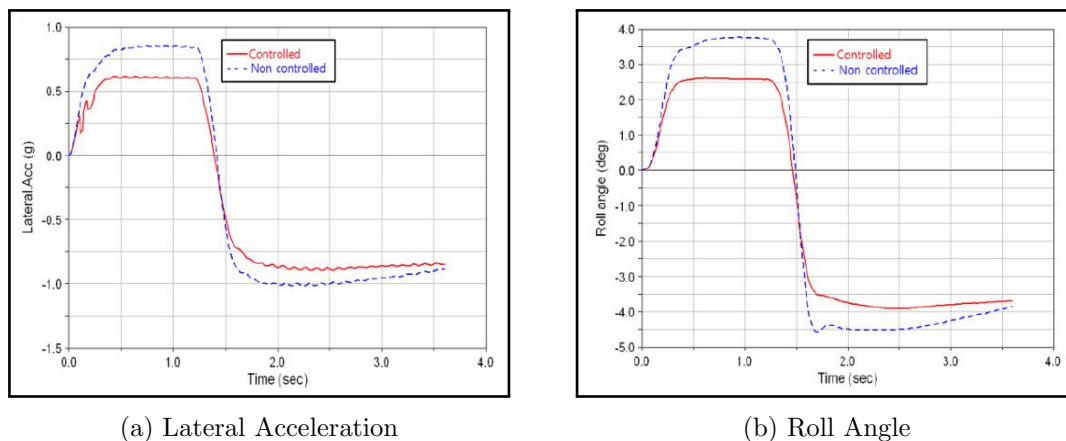 1.0
0.5
0.0
-0.5
-1.0
-1.5
Lateral.Acc (g)
Controlled
Non controlled
0.0 1.0 2.0 3.0 4.0
Time (sec)
(a) Lateral Acceleration
4.0
3.0
2.0
1.0
0.0
-1.0
-2.0
-3.0
-4.0
-5.0
Roll angle (deg)
Controlled
Non controlled
0.0 1.0 2.0 3.0 4.0
Time (sec)
(b) Roll Angle